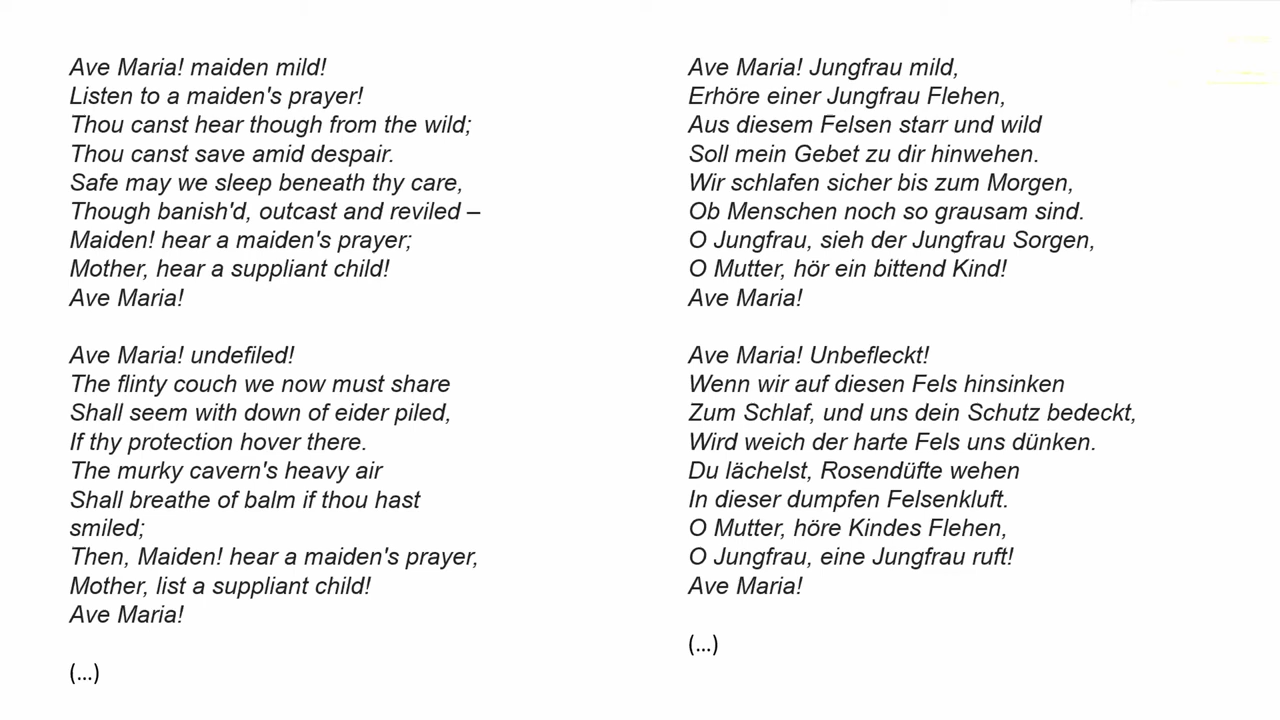 Ave Maria! maiden mild!
Listen to a maiden's prayer!
Thou canst hear though from the wild;
Thou canst save amid despair.
Safe may we sleep beneath thy care,
Though banish'd, outcast and reviled –
Maiden! hear a maiden's prayer;
Mother, hear a suppliant child!
Ave Maria!

Ave Maria! undefiled!
The flinty couch we now must share
Shall seem with down of eider piled,
If thy protection hover there.
The murky cavern's heavy air
Shall breathe of balm if thou hast
smiled;
Then, Maiden! hear a maiden's prayer,
Mother, list a suppliant child!
Ave Maria!

(...)

Ave Maria! Jungfrau mild,
Erhöre einer Jungfrau Flehen,
Aus diesem Felsen starr und wild
Soll mein Gebet zu dir hinwehen.
Wir schlafen sicher bis zum Morgen,
Ob Menschen noch so grausam sind.
O Jungfrau, sieh der Jungfrau Sorgen,
O Mutter, hör ein bittend Kind!
Ave Maria!

Ave Maria! Unbefleckt!
Wenn wir auf diesen Fels hinsinken
Zum Schlaf, und uns dein Schutz bedeckt,
Wird weich der harte Fels uns dünken.
Du lächelst, Rosendüfte wehen
In dieser dumpfen Felsenkluft.
O Mutter, höre Kindes Flehen,
O Jungfrau, eine Jungfrau ruft!
Ave Maria!

(...)